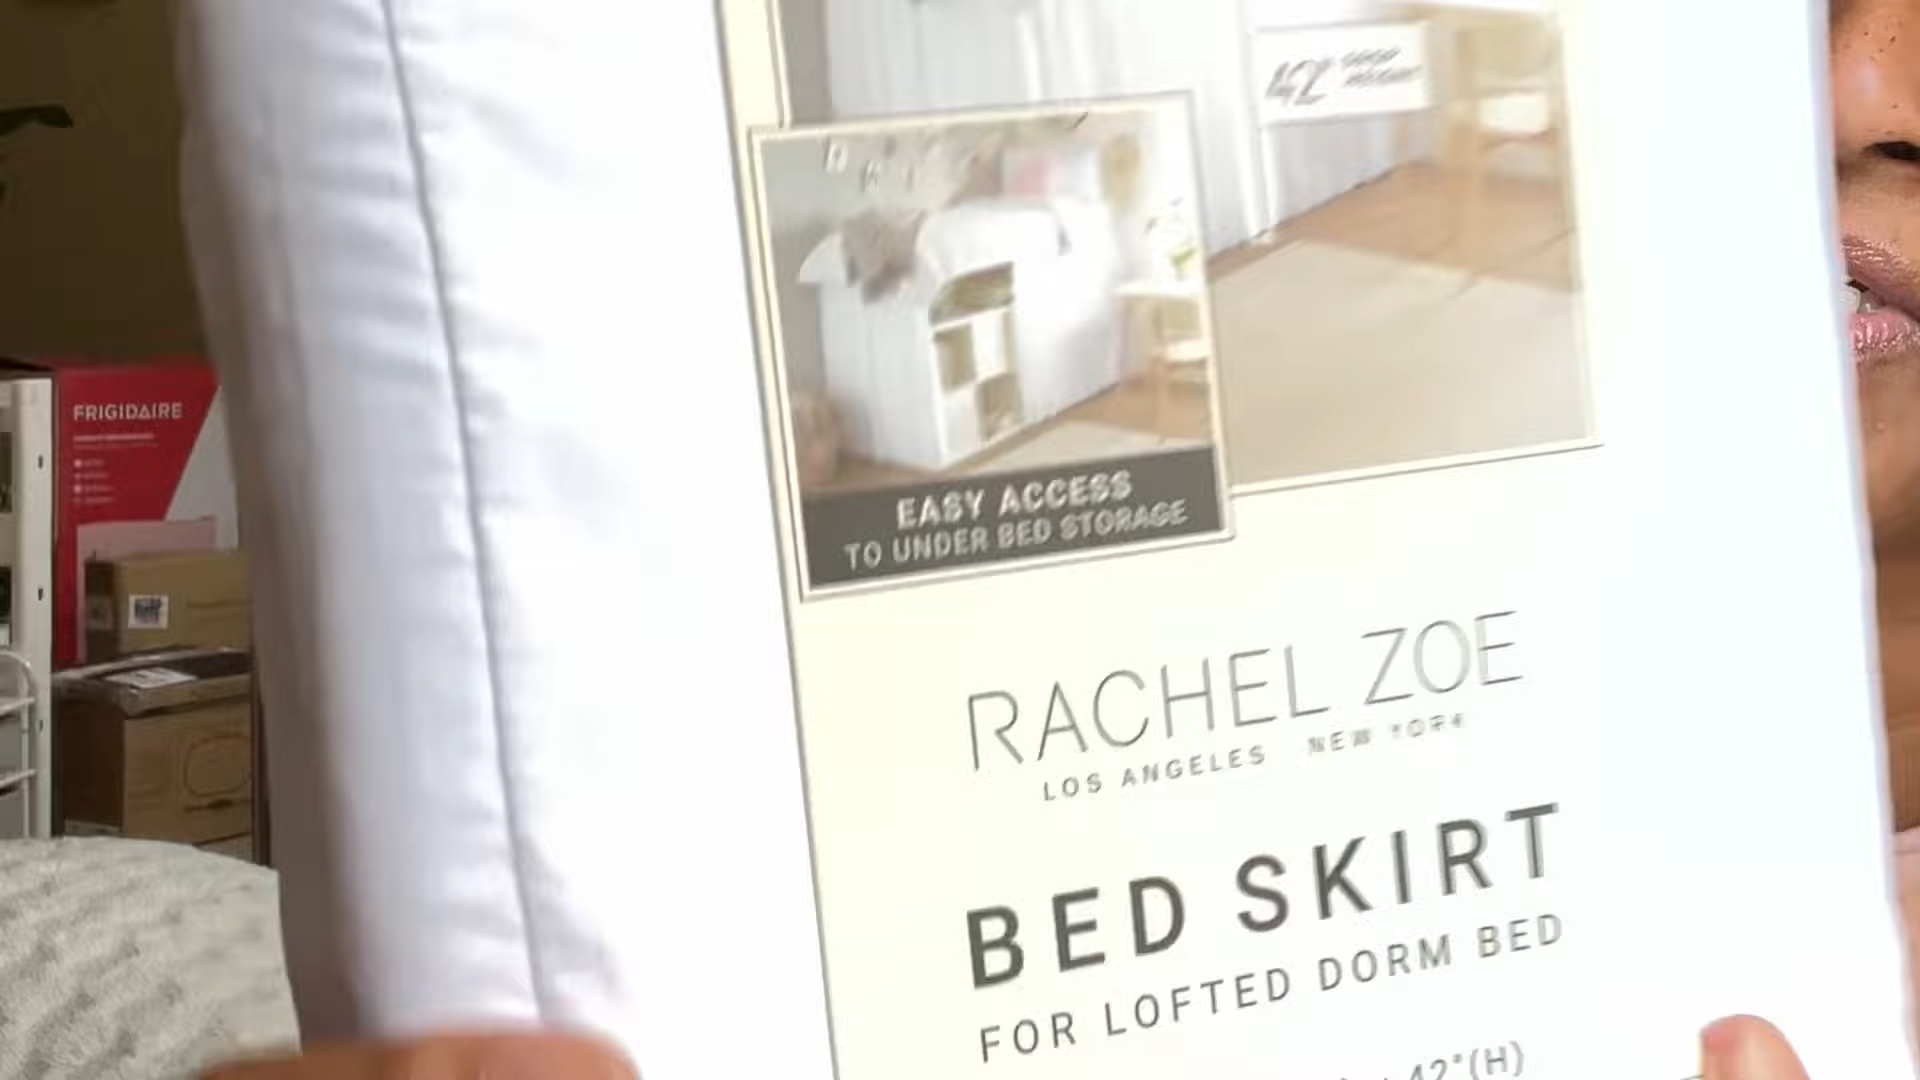 42"
FRIGIDAIRE
EASY ACCESS
TO UNDER BED STORAGE
RACHEL ZOE
LOS ANGELES NEW YORK
BED SKIRT
FOR LOFTED DORM BED
42"(H)